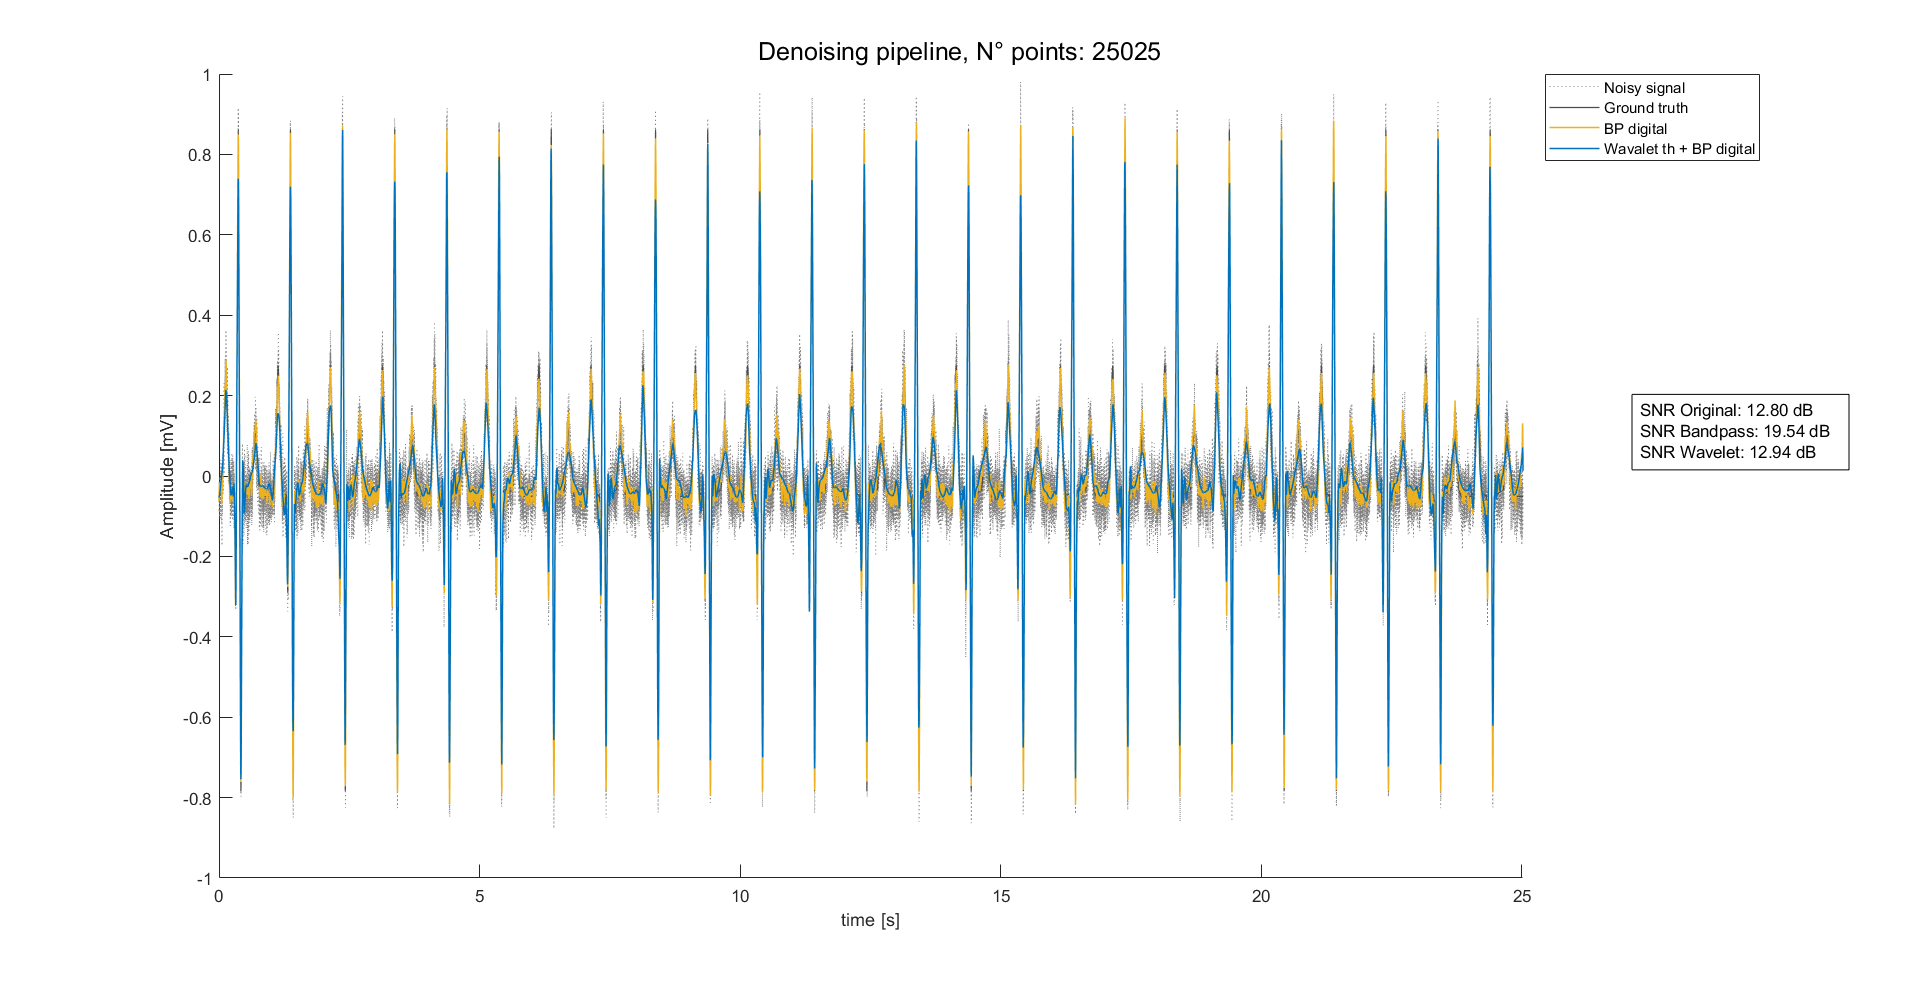 Denoising pipeline, N° points: 25025
1
0.8
0.6
0.4
0.2
0
-0.2
-0.4
-0.6
-0.8
-1
Amplitude [mV]
0
5
10
15
20
25
time [s]
Noisy signal
Ground truth
BP digital
Wavalet th + BP digital
SNR Original: 12.80 dB
SNR Bandpass: 19.54 dB
SNR Wavelet: 12.94 dB